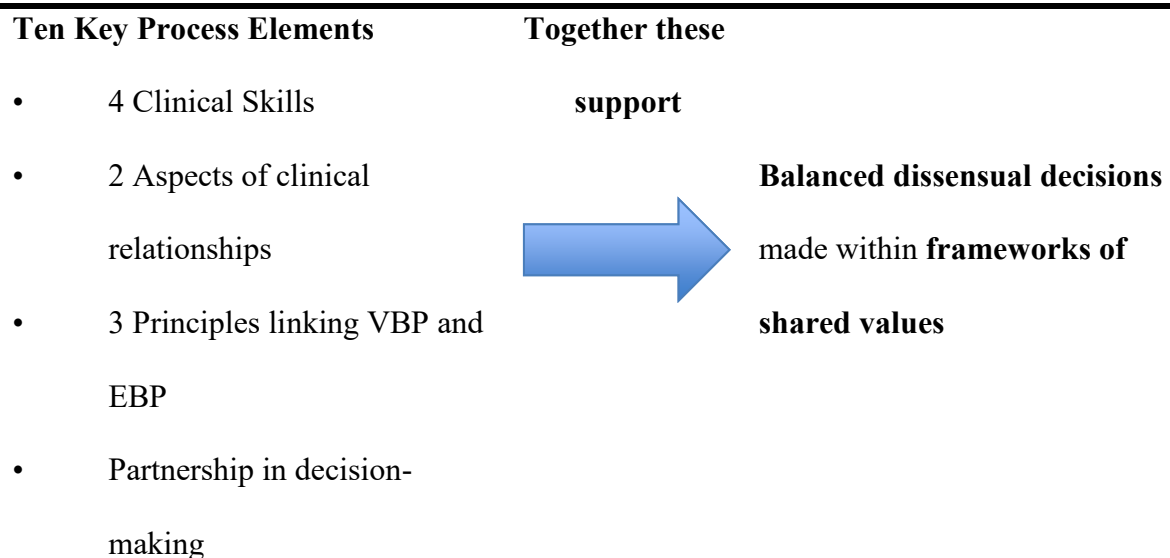 Ten Key Process Elements
• 4 Clinical Skills
• 2 Aspects of clinical
relationships
• 3 Principles linking VBP and
EBP
• Partnership in decision-
making
Together these
support
Balanced dissensual decisions
made within frameworks of
shared values